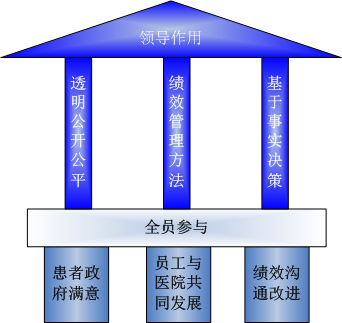 领导作用
透明公开公平
绩效管理方法
基于事实决策
全员参与
患者政
府满意
员工与
医院共
同发展
绩效沟
通改进